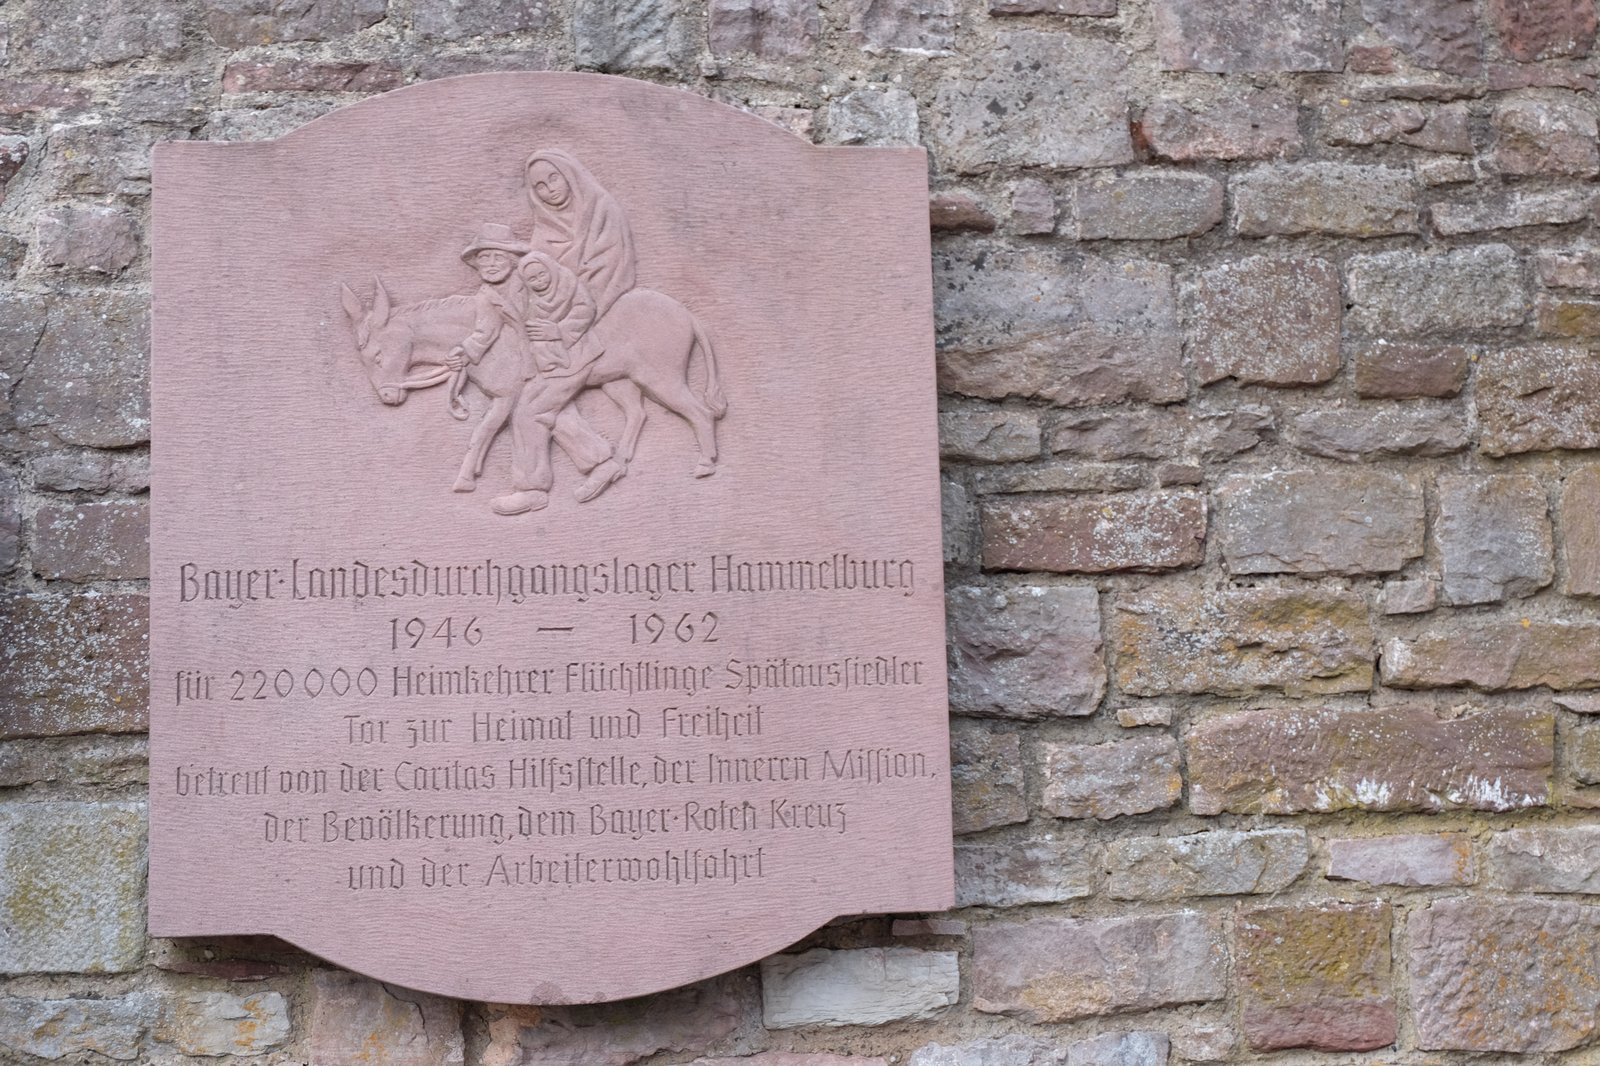 Bayer·Landesdurchgangslager Hammelburg
1946 — 1962
für 220000 Heimkehrer Flüchtlinge Spätaussiedler
Tor zur Heimat und Freiheit
betreut von der Caritas Hilfsstelle, der Inneren Mission,
der Bevölkerung, dem Bayer·Roten Kreuz
und der Arbeiterwohlfahrt